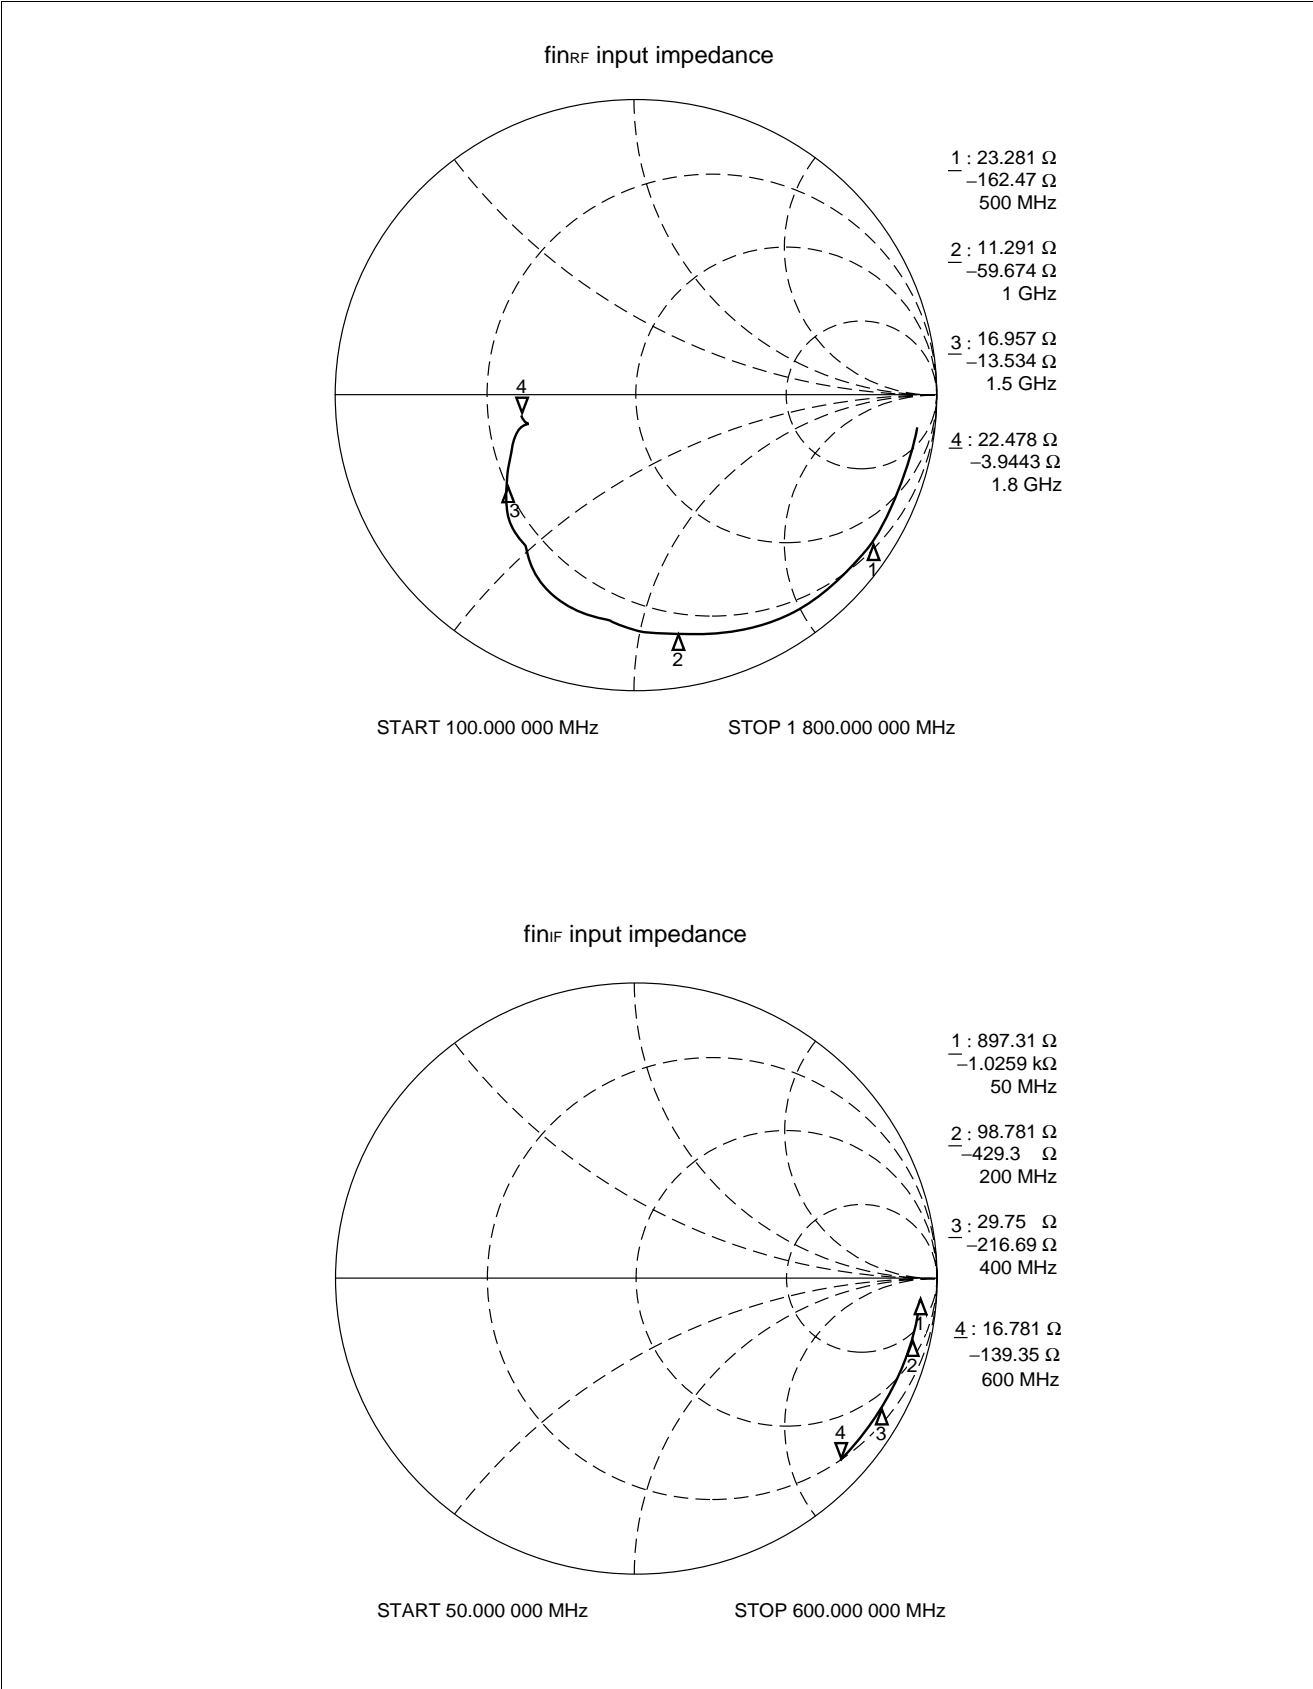 finRF input impedance
1 : 23.281 Ω
−162.47 Ω
500 MHz
2 : 11.291 Ω
−59.674 Ω
1 GHz
3 : 16.957 Ω
−13.534 Ω
1.5 GHz
4 : 22.478 Ω
−3.9443 Ω
1.8 GHz
4
3
2
1
START 100.000 000 MHz STOP 1 800.000 000 MHz
finIF input impedance
1 : 897.31 Ω
−1.0259 kΩ
50 MHz
2 : 98.781 Ω
−429.3 Ω
200 MHz
3 : 29.75 Ω
−216.69 Ω
400 MHz
4 : 16.781 Ω
−139.35 Ω
600 MHz
1
2
3
4
START 50.000 000 MHz STOP 600.000 000 MHz